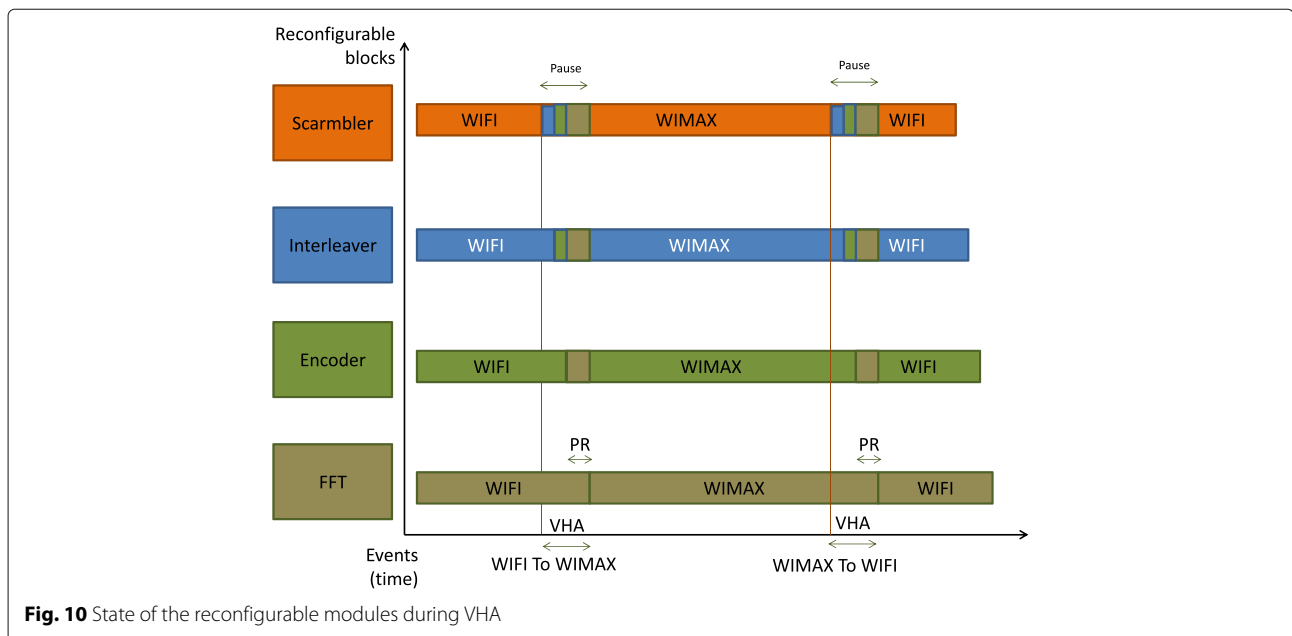 Reconfigurable
blocks
Pause
Pause
Scarmbler
WIFI
WIMAX
WIFI
Interleaver
WIFI
WIMAX
WIFI
Encoder
WIFI
WIMAX
WIFI
PR
PR
FFT
WIFI
WIMAX
WIFI
VHA
VHA
Events
(time)
WIFI To WIMAX
WIMAX To WIFI
Fig. 10 State of the reconfigurable modules during VHA